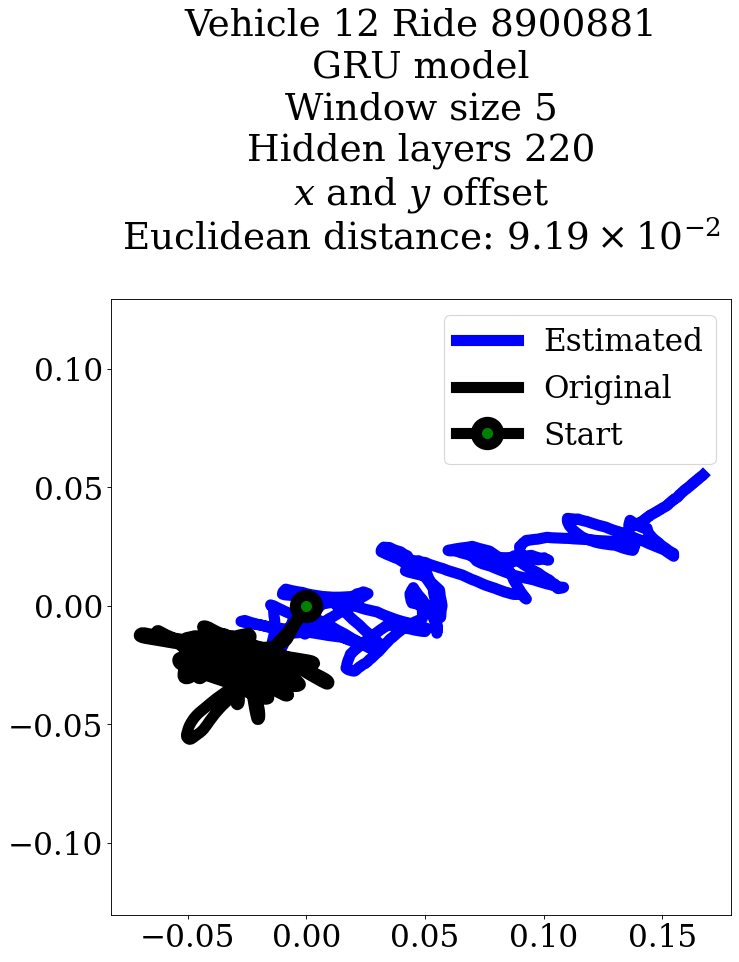 Vehicle 12 Ride 8900881
GRU model
Window size 5
Hidden layers 220
x and y offset
Euclidean distance: 9.19 × 10⁻²
Estimated
Original
Start
0.10
0.05
0.00
−0.05
−0.10
−0.05 0.00 0.05 0.10 0.15